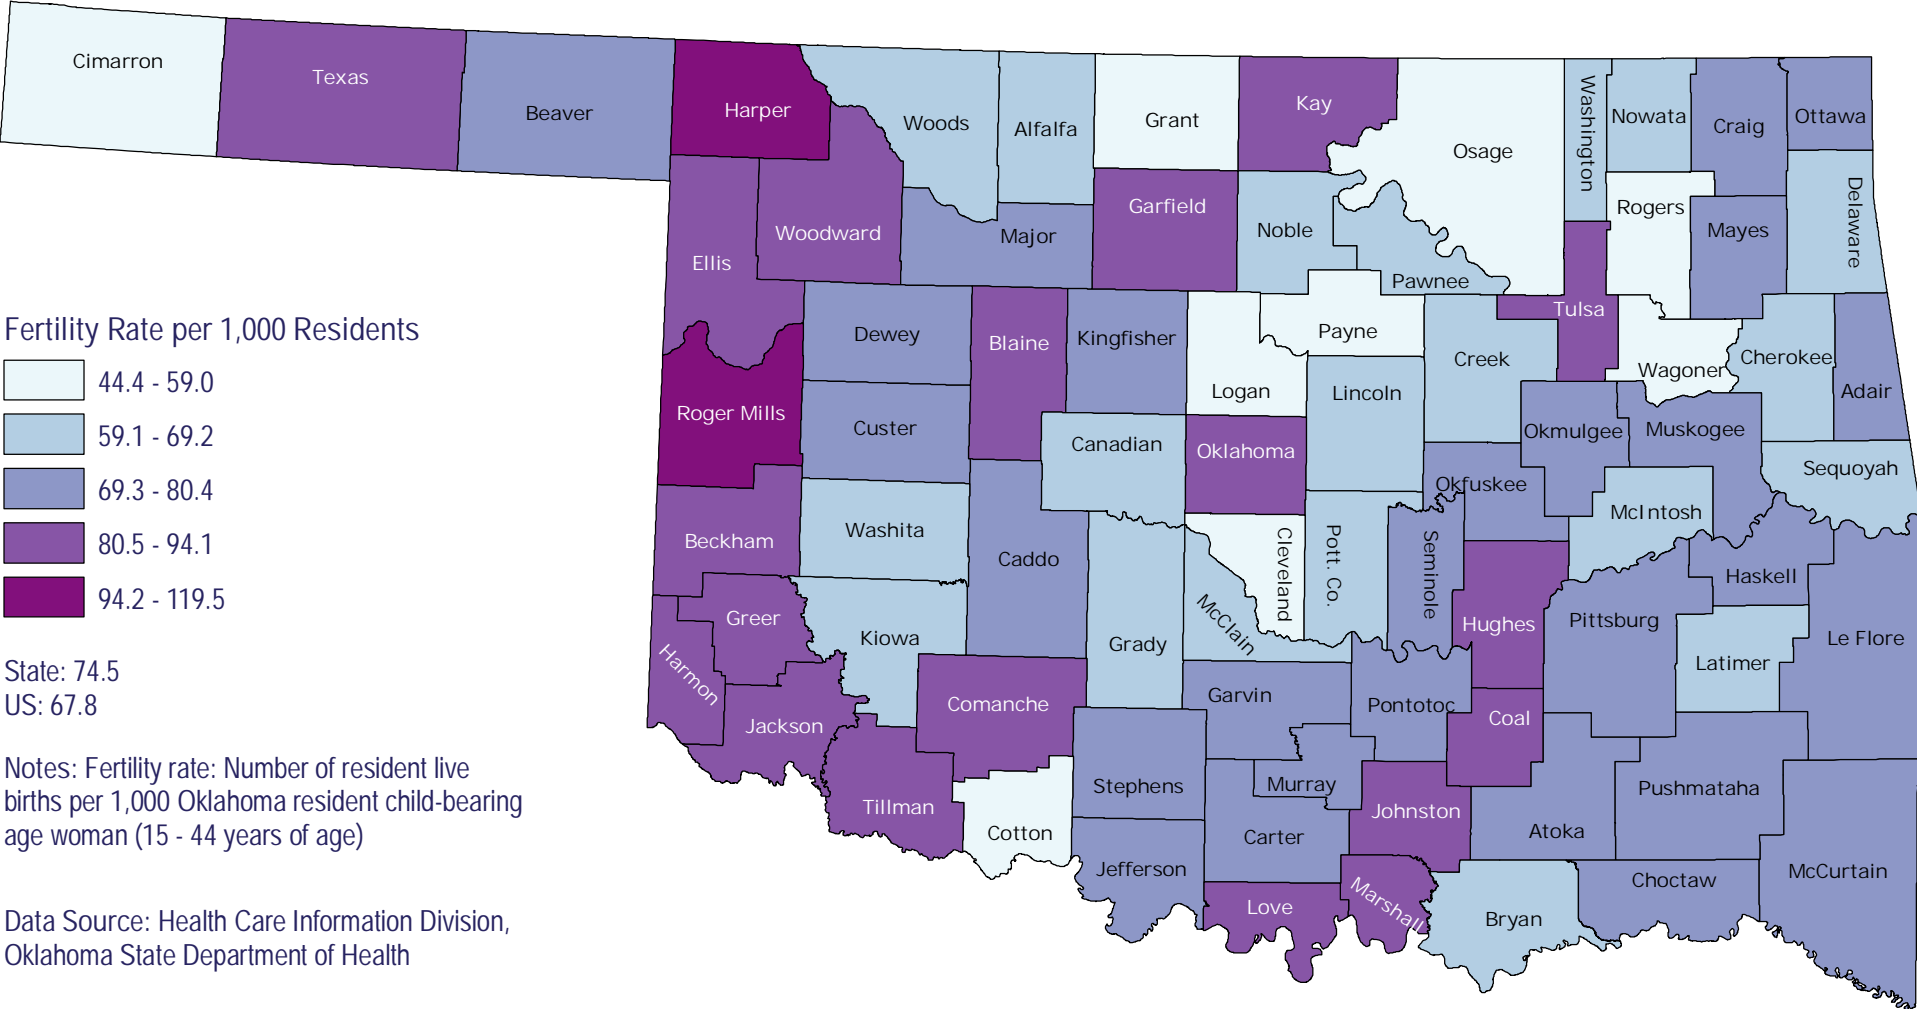 Cimarron
Texas
Beaver
Harper
Woods
Alfalfa
Grant
Kay
Osage
Washington
Nowata
Craig
Ottawa
Ellis
Woodward
Major
Garfield
Noble
Pawnee
Rogers
Mayes
Delaware
Tulsa
Fertility Rate per 1,000 Residents
44.4 - 59.0
59.1 - 69.2
69.3 - 80.4
80.5 - 94.1
94.2 - 119.5
State: 74.5
US: 67.8
Notes: Fertility rate: Number of resident live
births per 1,000 Oklahoma resident child-bearing
age woman (15 - 44 years of age)
Data Source: Health Care Information Division,
Oklahoma State Department of Health
Dewey
Blaine
Kingfisher
Logan
Payne
Creek
Wagoner
Cherokee
Adair
Roger Mills
Custer
Canadian
Oklahoma
Lincoln
Okmulgee
Muskogee
Sequoyah
Okfuskee
McIntosh
Beckham
Washita
Caddo
Cleveland
Pott. Co.
Seminole
Haskell
Greer
Kiowa
Grady
McClain
Hughes
Pittsburg
Latimer
Le Flore
Harmon
Jackson
Comanche
Garvin
Pontotoc
Coal
Tillman
Cotton
Stephens
Murray
Johnston
Atoka
Pushmataha
Jefferson
Carter
Love
Marshall
Bryan
Choctaw
McCurtain